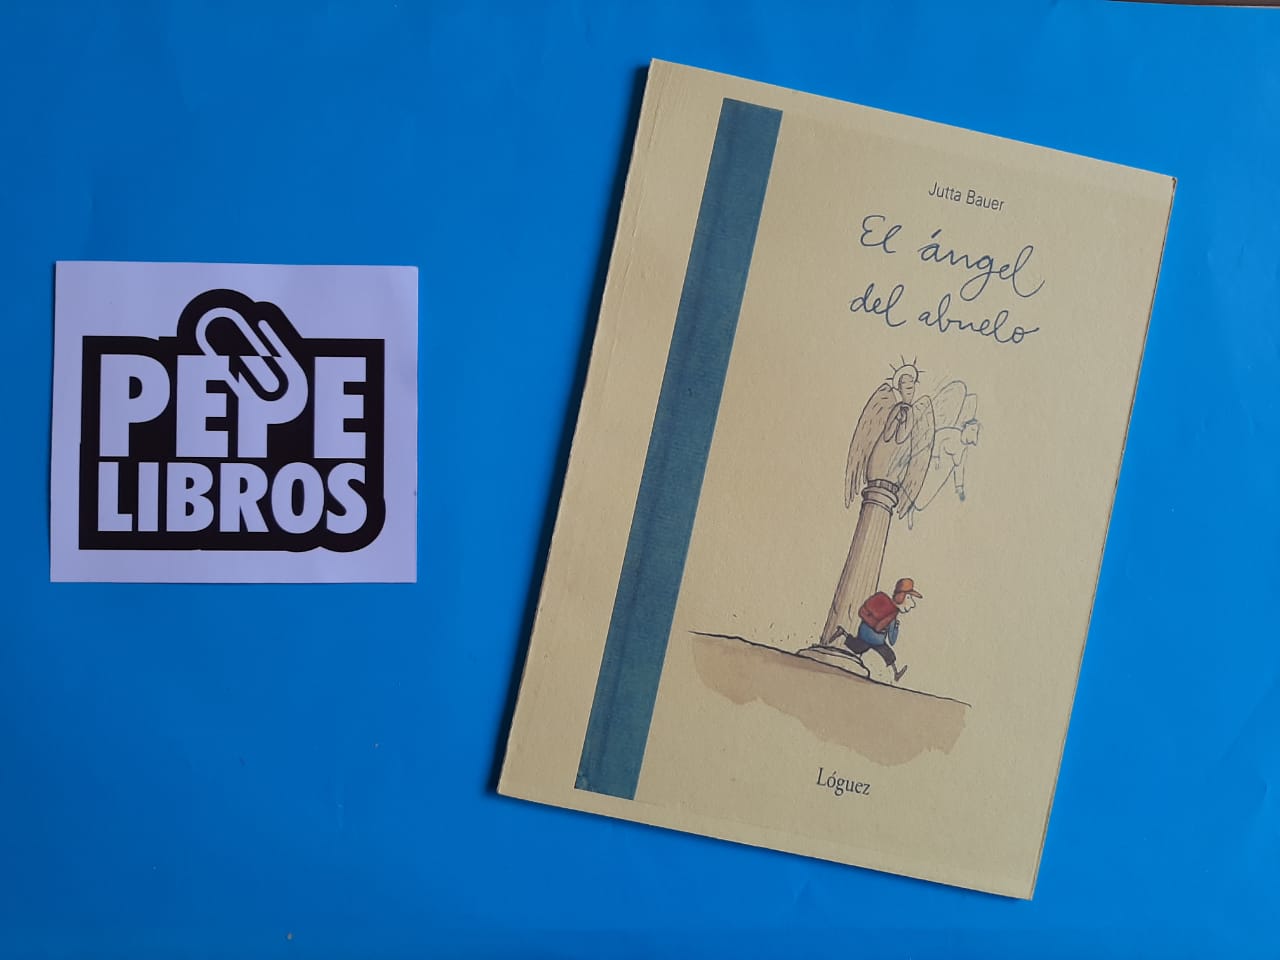 PEPE
LIBROS
Jutta Bauer
El ángel
del abuelo
Lóguez